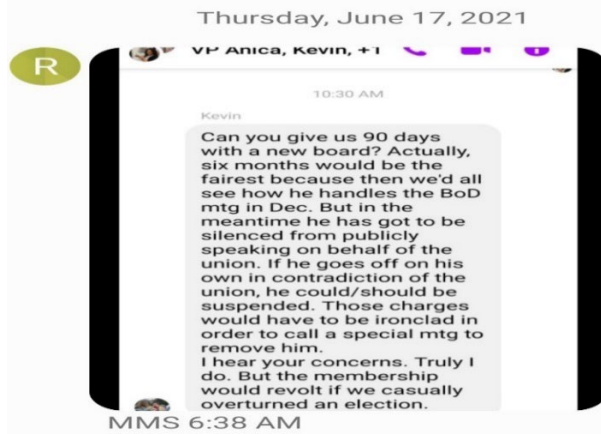 Thursday, June 17, 2021
R
VP Anica, Kevin, +1
10:30 AM
Kevin
Can you give us 90 days
with a new board? Actually,
six months would be the
fairest because then we'd all
see how he handles the BoD
mtg in Dec. But in the
meantime he has got to be
silenced from publicly
speaking on behalf of the
union. If he goes off on his
own in contradiction of the
union, he could/should be
suspended. Those charges
would have to be ironclad in
order to call a special mtg to
remove him.
I hear your concerns. Truly I
do. But the membership
would revolt if we casually
overturned an election.
MMS 6:38 AM